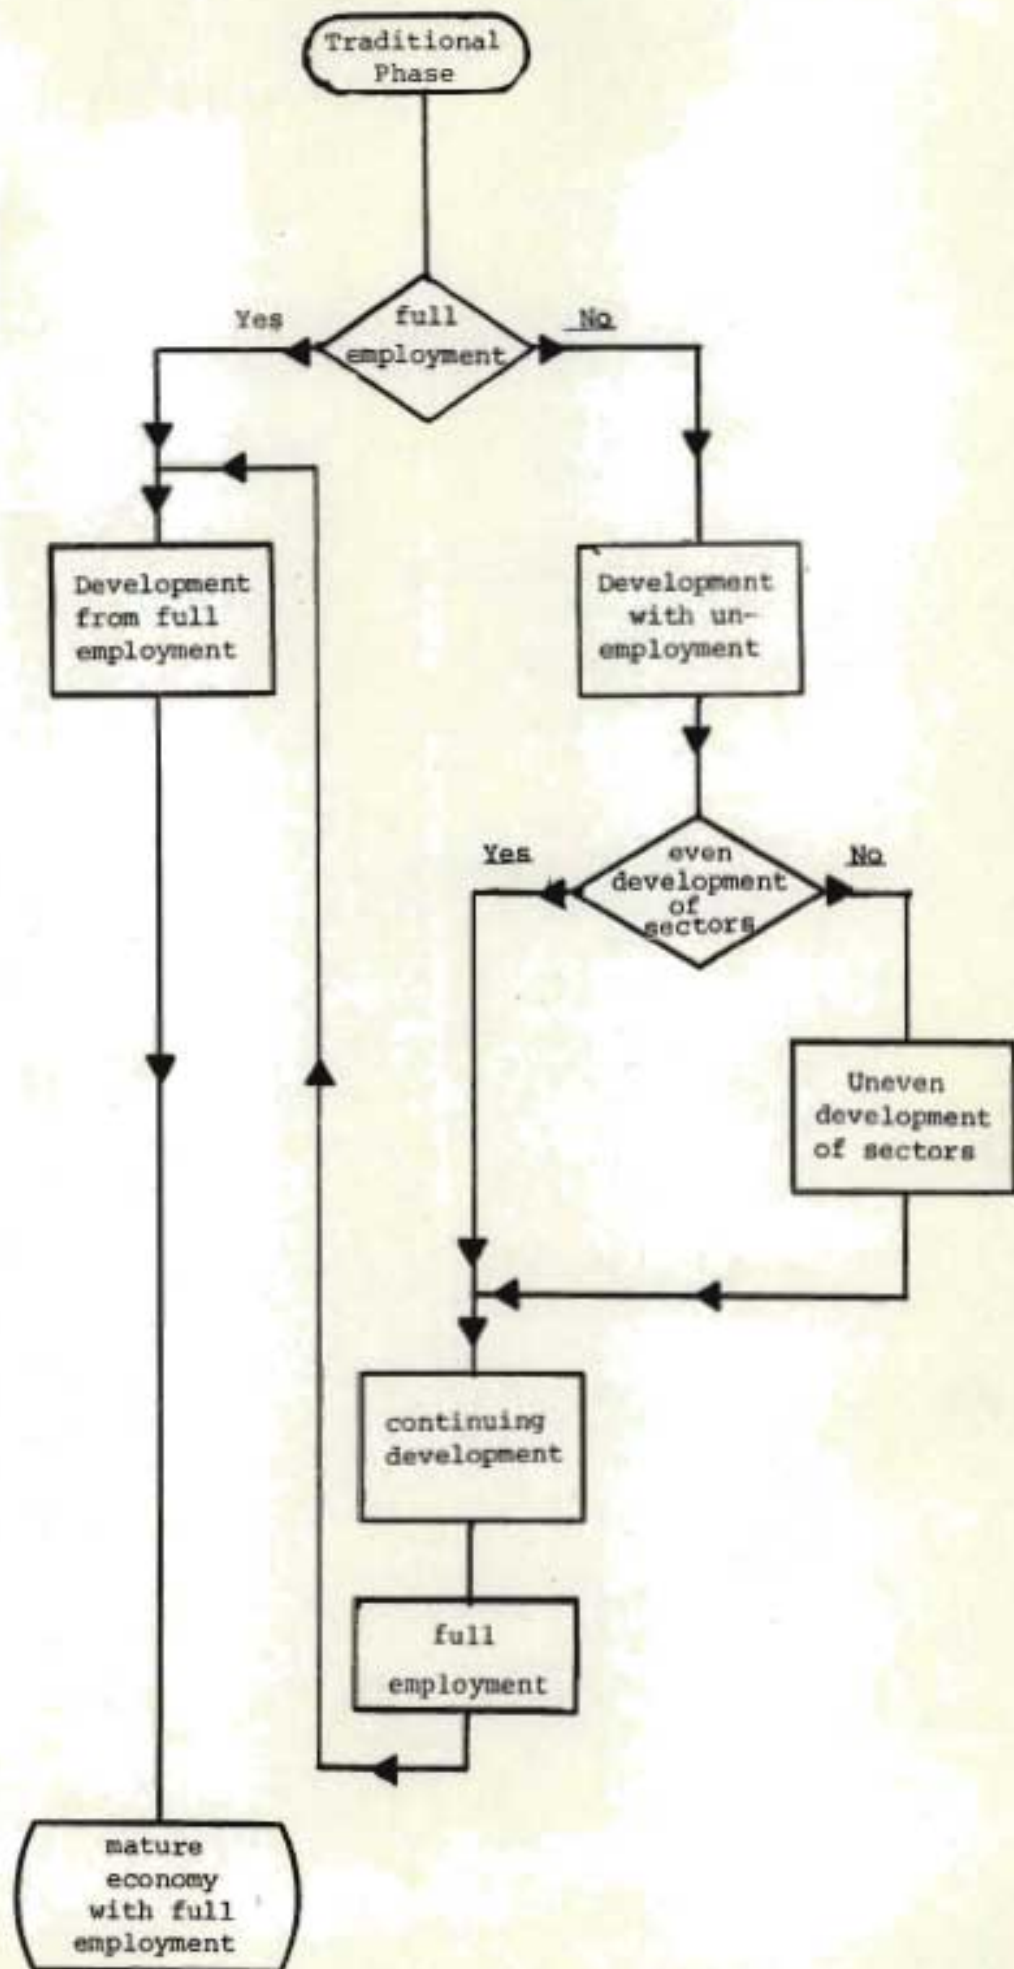 Traditional
Phase
Yes
full
employment
No
Development
from full
employment
Development
with un-
employment
Yes
even
development
of
sectors
No
Uneven
development
of sectors
continuing
development
full
employment
mature
economy
with full
employment